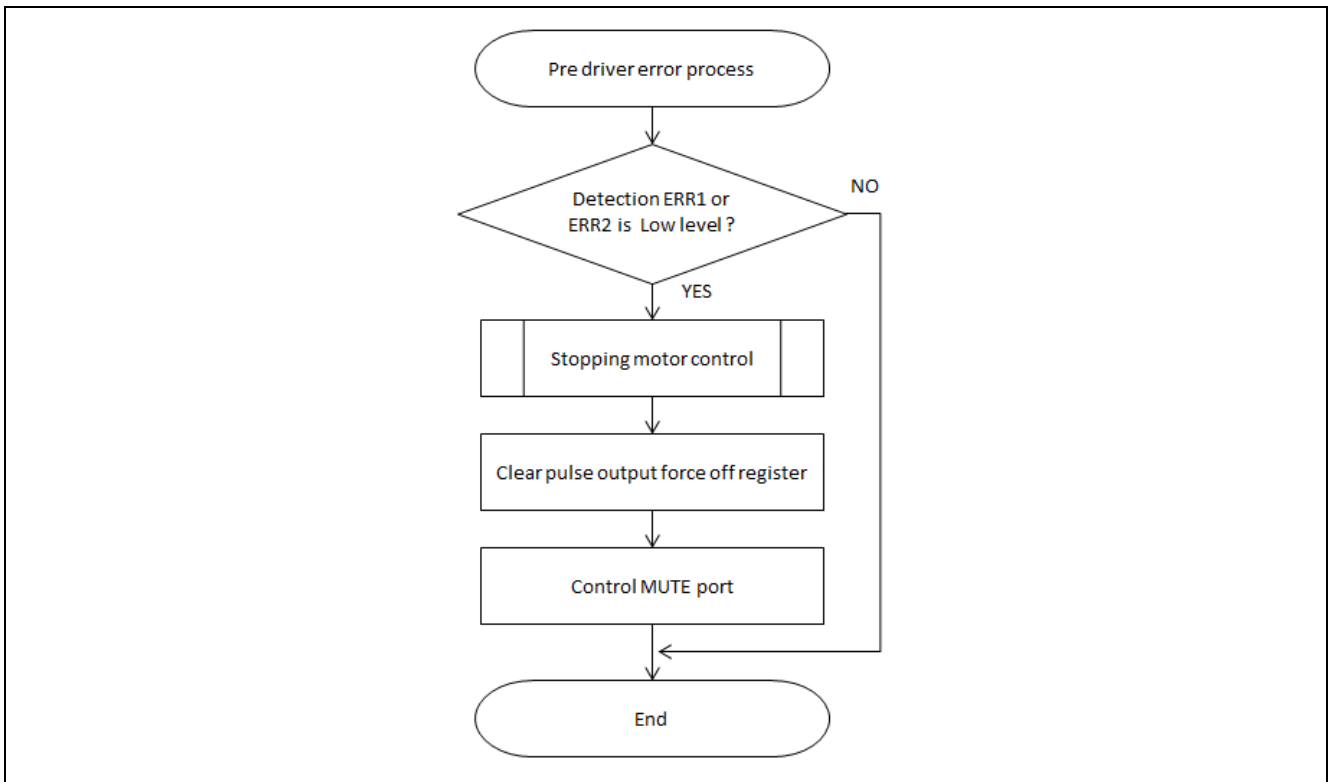 Pre driver error process
Detection ERR1 or
ERR2 is Low level ?
NO
YES
Stopping motor control
Clear pulse output force off register
Control MUTE port
End